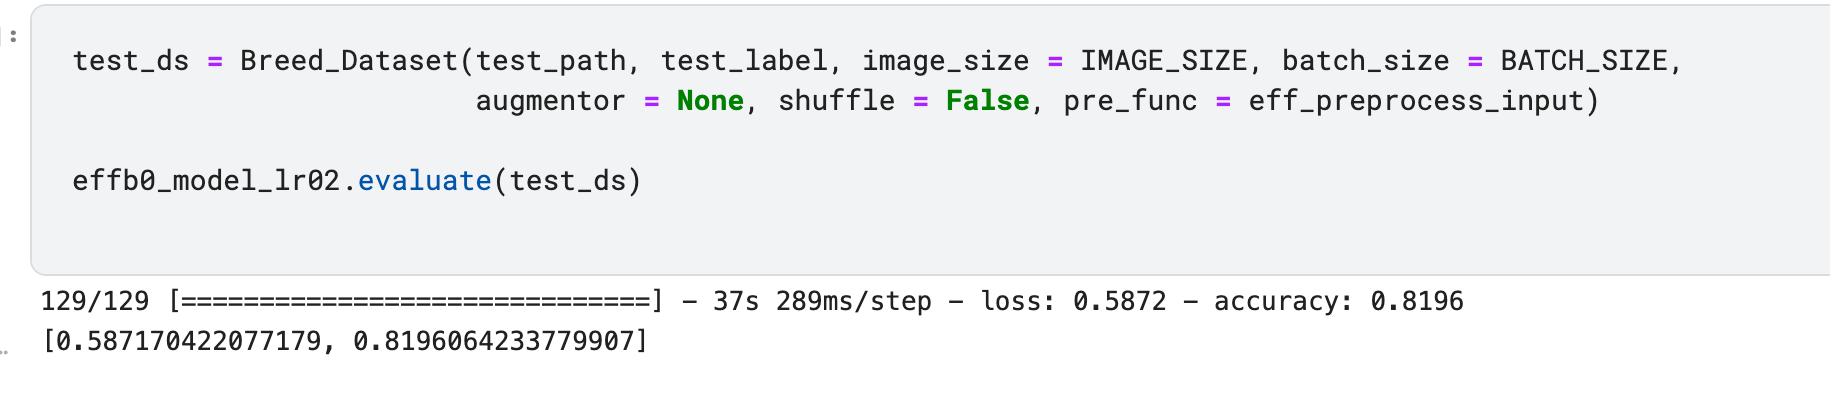 ]:
test_ds = Breed_Dataset(test_path, test_label, image_size = IMAGE_SIZE, batch_size = BATCH_SIZE,
augmentor = None, shuffle = False, pre_func = eff_preprocess_input)
effb0_model_lr02.evaluate(test_ds)
129/129 [==============================] - 37s 289ms/step - loss: 0.5872 - accuracy: 0.8196
[0.587170422077179, 0.8196064233779907]